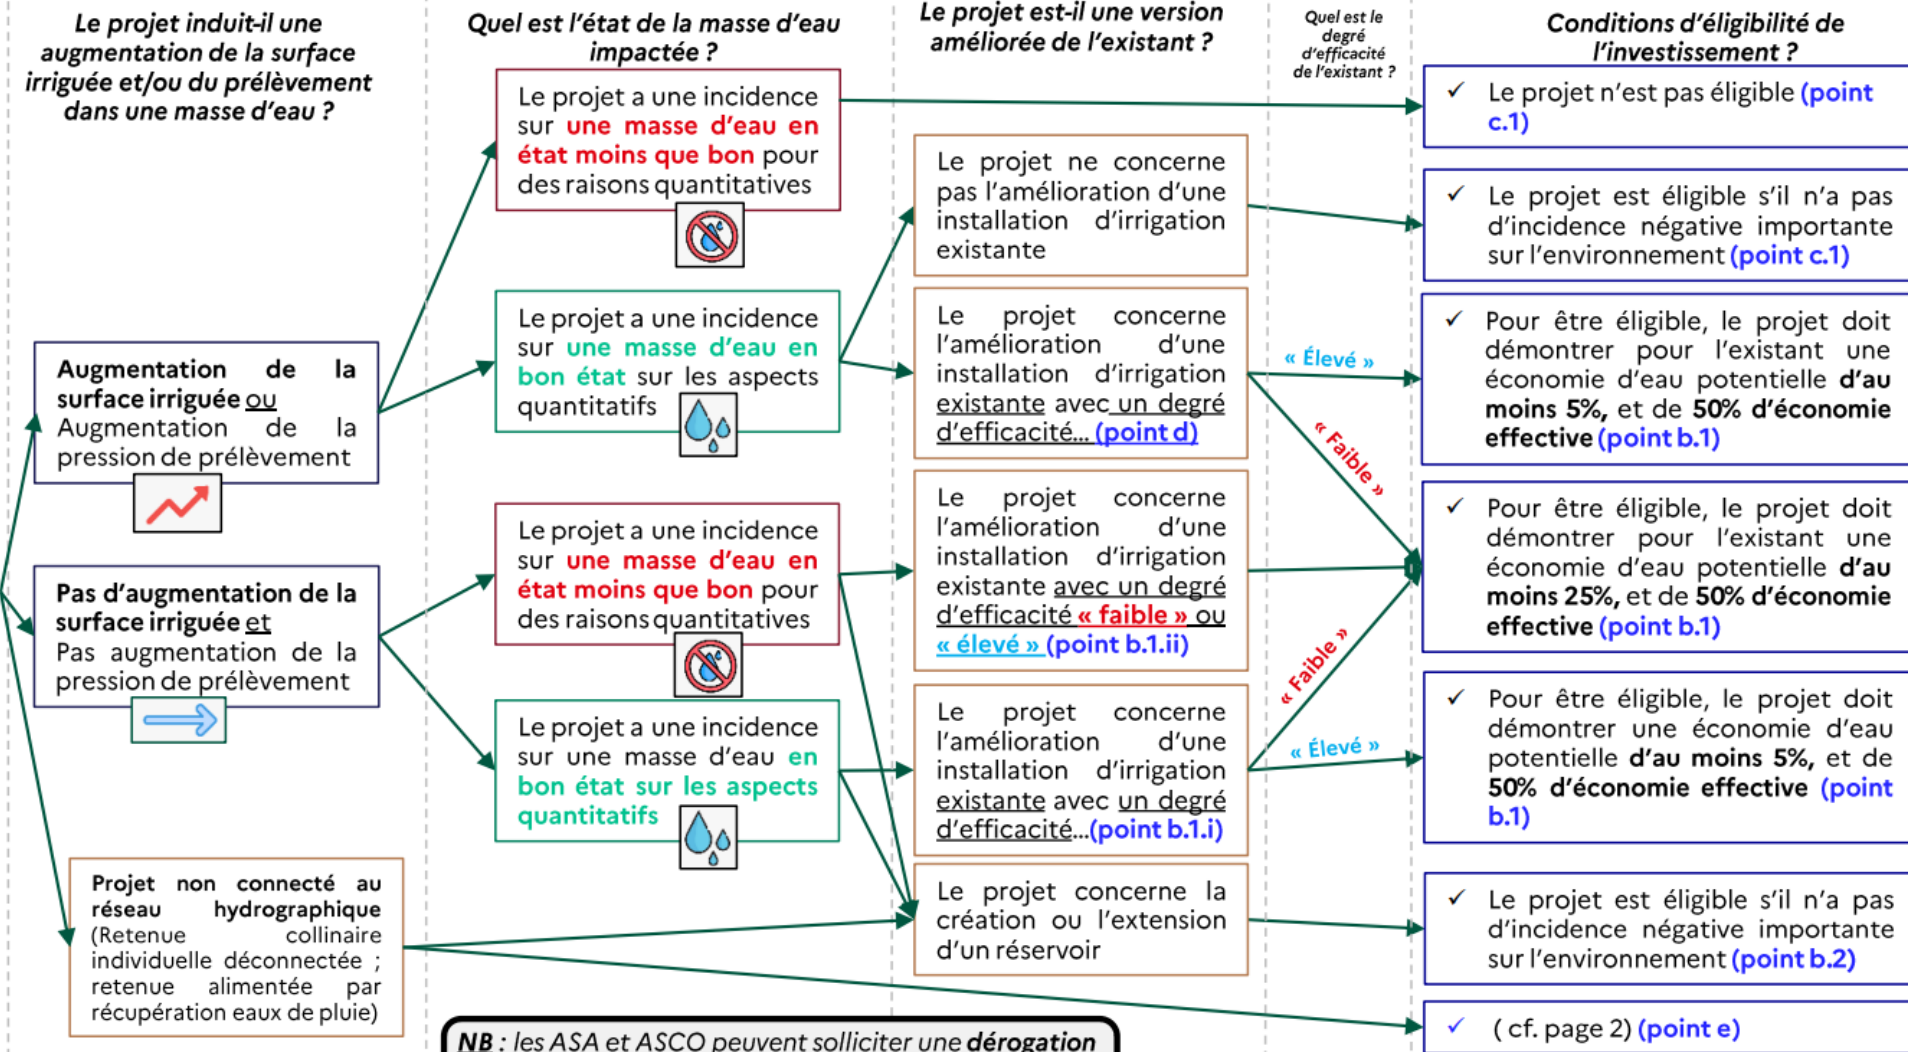 Le projet induit-il une
augmentation de la surface
irriguée et/ou du prélèvement
dans une masse d’eau ?
Quel est l’état de la masse d’eau
impactée ?
Le projet est-il une version
améliorée de l’existant ?
Quel est le
degré
d’efficacité
de l’existant ?
Conditions d’éligibilité de
l’investissement ?
Augmentation de la
surface irriguée ou
Augmentation de la
pression de prélèvement
Pas d’augmentation de la
surface irriguée et
Pas augmentation de la
pression de prélèvement
Projet non connecté au
réseau hydrographique
(Retenue collinaire
individuelle déconnectée ;
retenue alimentée par
récupération eaux de pluie)
Le projet a une incidence
sur une masse d’eau en
état moins que bon pour
des raisons quantitatives
Le projet a une incidence
sur une masse d’eau en
bon état sur les aspects
quantitatifs
Le projet a une incidence
sur une masse d’eau en
état moins que bon pour
des raisons quantitatives
Le projet a une incidence
sur une masse d’eau en
bon état sur les aspects
quantitatifs
Le projet ne concerne
pas l’amélioration d’une
installation d’irrigation
existante
Le projet concerne
l’amélioration d’une
installation d’irrigation
existante avec un degré
d’efficacité... (point d)
Le projet concerne
l’amélioration d’une
installation d’irrigation
existante avec un degré
d’efficacité « faible » ou
« élevé » (point b.1.ii)
Le projet concerne
l’amélioration d’une
installation d’irrigation
existante avec un degré
d’efficacité...(point b.1.i)
Le projet concerne la
création ou l’extension
d’un réservoir
« Élevé »
« Faible »
« Faible »
« Élevé »
✓ Le projet n’est pas éligible (point
c.1)
✓ Le projet est éligible s’il n’a pas
d’incidence négative importante
sur l’environnement (point c.1)
✓ Pour être éligible, le projet doit
démontrer pour l’existant une
économie d’eau potentielle d’au
moins 5%, et de 50% d’économie
effective (point b.1)
✓ Pour être éligible, le projet doit
démontrer pour l’existant une
économie d’eau potentielle d’au
moins 25%, et de 50% d’économie
effective (point b.1)
✓ Pour être éligible, le projet doit
démontrer une économie d’eau
potentielle d’au moins 5%, et de
50% d’économie effective (point
b.1)
✓ Le projet est éligible s’il n’a pas
d’incidence négative importante
sur l’environnement (point b.2)
✓ ( cf. page 2) (point e)
NB : les ASA et ASCO peuvent solliciter une dérogation